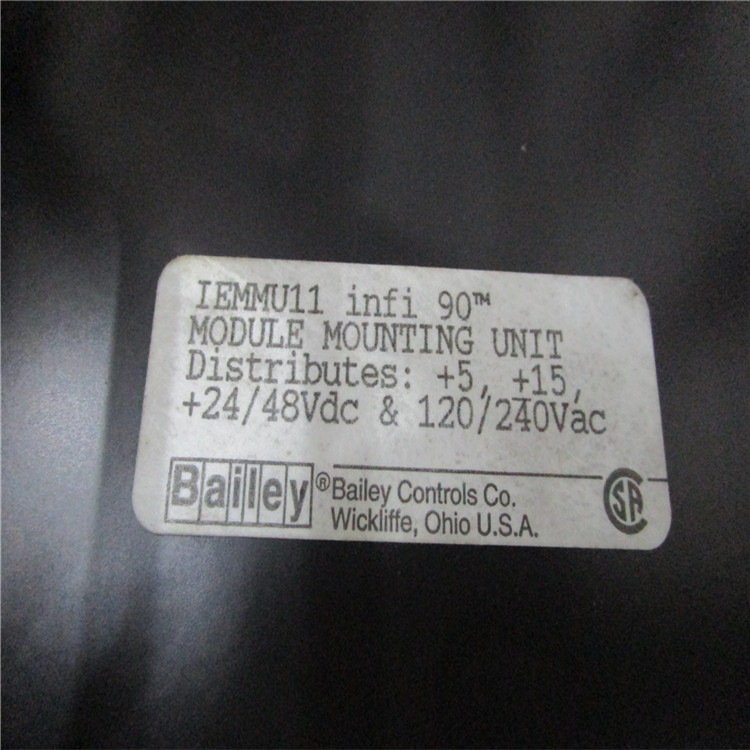 IEMMU11 infi 90™
MODULE MOUNTING UNIT
Distributes: +5, ±15,
+24/48Vdc & 120/240Vac
Bailey® Bailey Controls Co.
Wickliffe, Ohio U.S.A.
SA